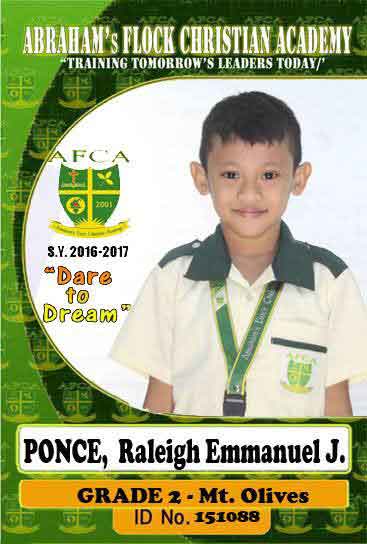 ABRAHAM's FLOCK CHRISTIAN ACADEMY
“TRAINING TOMORROW'S LEADERS TODAY!'
AFCA
2001
S.Y. 2016-2017
“Dare
to
Dream”
AFCA
PONCE, Raleigh Emmanuel J.
GRADE 2 - Mt. Olives
ID No. 151088